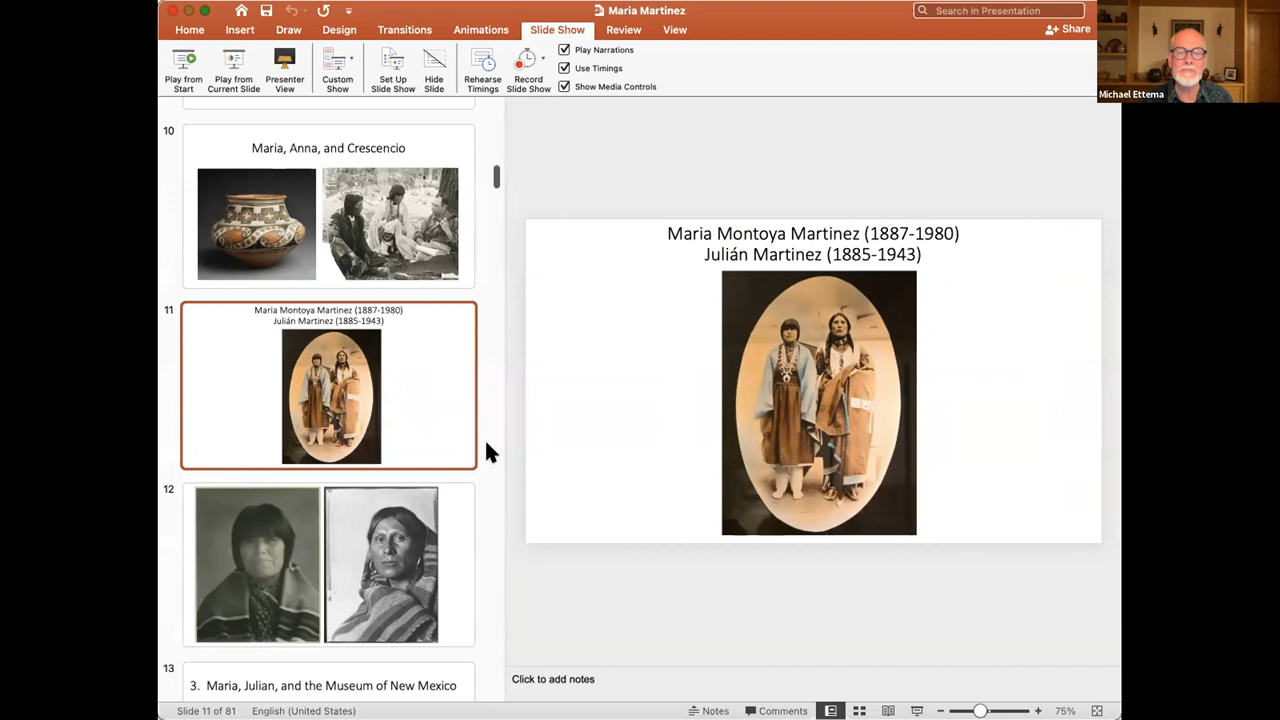 Maria Martinez
Search in Presentation
Home Insert Draw Design Transitions Animations Slide Show Review View Share
Play from Start
Play from Current Slide
Presenter View
Custom Show
Set Up Slide Show
Hide Slide
Rehearse Timings
Record Slide Show
Play Narrations
Use Timings
Show Media Controls
Michael Ettema
10
Maria, Anna, and Crescencio
11
Maria Montoya Martinez (1887-1980)
Julián Martinez (1885-1943)
12
13
3. Maria, Julian, and the Museum of New Mexico
Maria Montoya Martinez (1887-1980)
Julián Martinez (1885-1943)
Click to add notes
Slide 11 of 81 English (United States) Notes Comments 75%